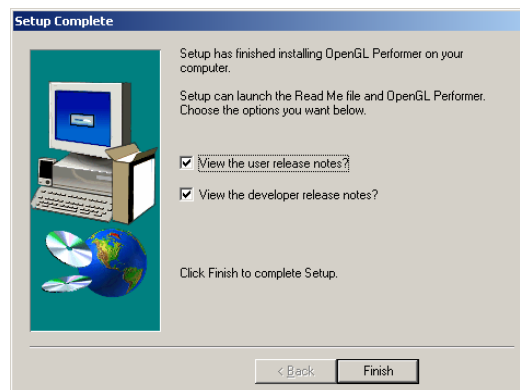 Setup Complete
Setup has finished installing OpenGL Performer on your
computer.
Setup can launch the Read Me file and OpenGL Performer.
Choose the options you want below.
View the user release notes?
View the developer release notes?
Click Finish to complete Setup.
< Back
Finish